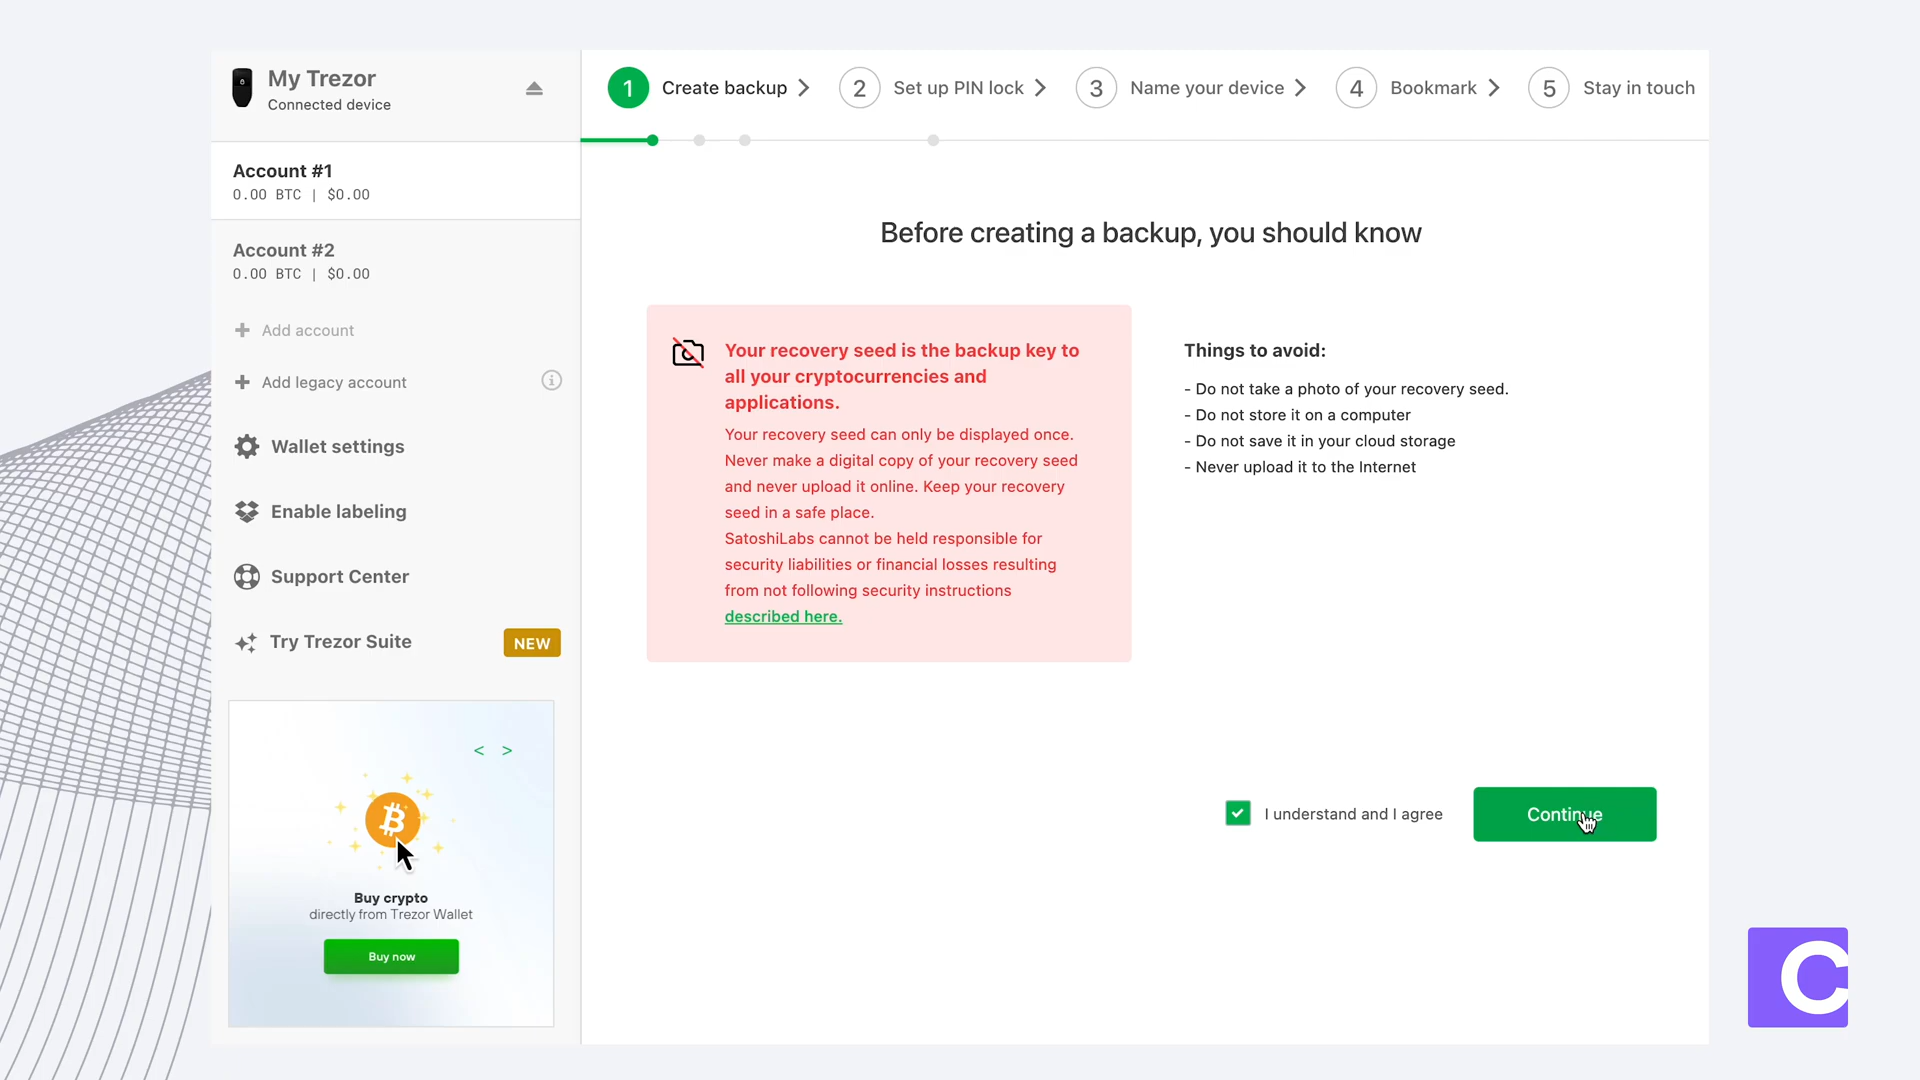 My Trezor
Connected device
Account #1
0.00 BTC | $0.00
Account #2
0.00 BTC | $0.00
Add account
Add legacy account
Wallet settings
Enable labeling
Support Center
Try Trezor Suite
NEW
< >
Buy crypto
directly from Trezor Wallet
Buy now
1 Create backup
2 Set up PIN lock
3 Name your device
4 Bookmark
5 Stay in touch
Before creating a backup, you should know
Your recovery seed is the backup key to
all your cryptocurrencies and
applications.
Your recovery seed can only be displayed once.
Never make a digital copy of your recovery seed
and never upload it online. Keep your recovery
seed in a safe place.
SatoshiLabs cannot be held responsible for
security liabilities or financial losses resulting
from not following security instructions
described here.
Things to avoid:
- Do not take a photo of your recovery seed.
- Do not store it on a computer
- Do not save it in your cloud storage
- Never upload it to the Internet
I understand and I agree
Continue
C